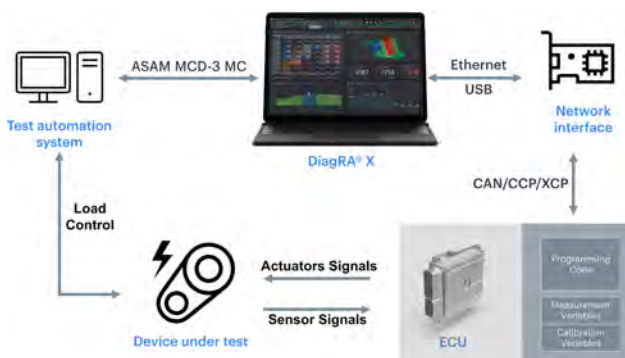 ASAM MCD-3 MC
Ethernet
USB
Test automation
system
DiagRA® X
Network
interface
CAN/CCP/XCP
Load
Control
Actuators Signals
Sensor Signals
Device under test
ECU
Programming
Code
Measurement
Variables
Calibration
Variables